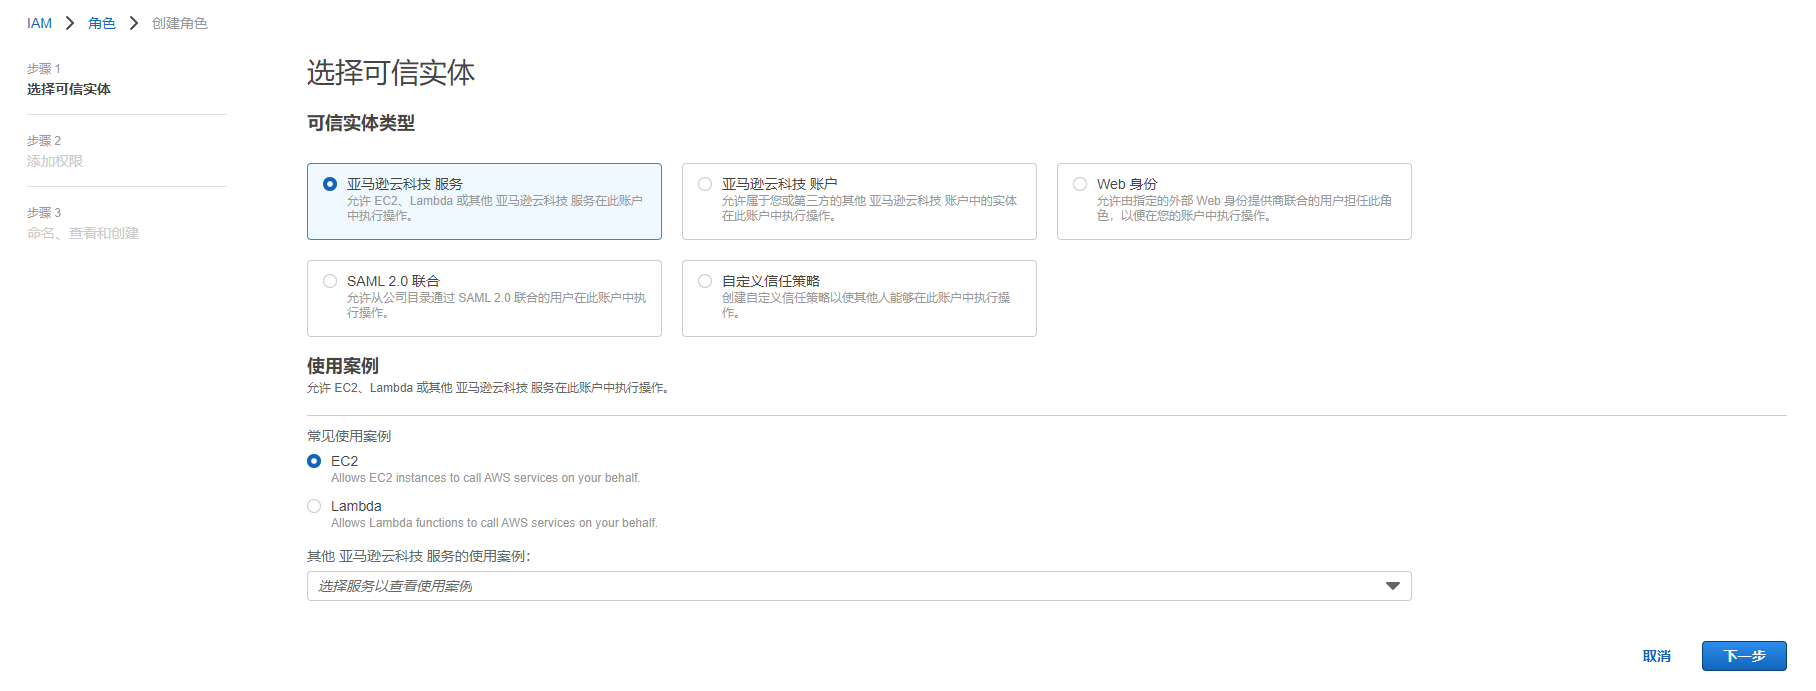 IAM > 角色 > 创建角色
步骤 1
选择可信实体
步骤 2
添加权限
步骤 3
命名、查看和创建
选择可信实体
可信实体类型
亚马逊云科技 服务
允许 EC2、Lambda 或其他 亚马逊云科技 服务在此账户
中执行操作。
亚马逊云科技 账户
允许属于您或第三方的其他 亚马逊云科技 账户中的实体
在此账户中执行操作。
Web 身份
允许由指定的外部 Web 身份提供商联合的用户担任此角
色，以便在您的账户中执行操作。
SAML 2.0 联合
允许从公司目录通过 SAML 2.0 联合的用户在此账户中执
行操作。
自定义信任策略
创建自定义信任策略以使其他人能够在此账户中执行操
作。
使用案例
允许 EC2、Lambda 或其他 亚马逊云科技 服务在此账户中执行操作。
常见使用案例
EC2
Allows EC2 instances to call AWS services on your behalf.
Lambda
Allows Lambda functions to call AWS services on your behalf.
其他 亚马逊云科技 服务的使用案例：
选择服务以查看使用案例
取消 下一步